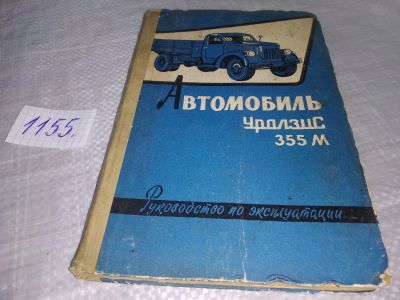 1155.
Автомобиль
УралЗиС
355 М
Руководство по эксплуатации